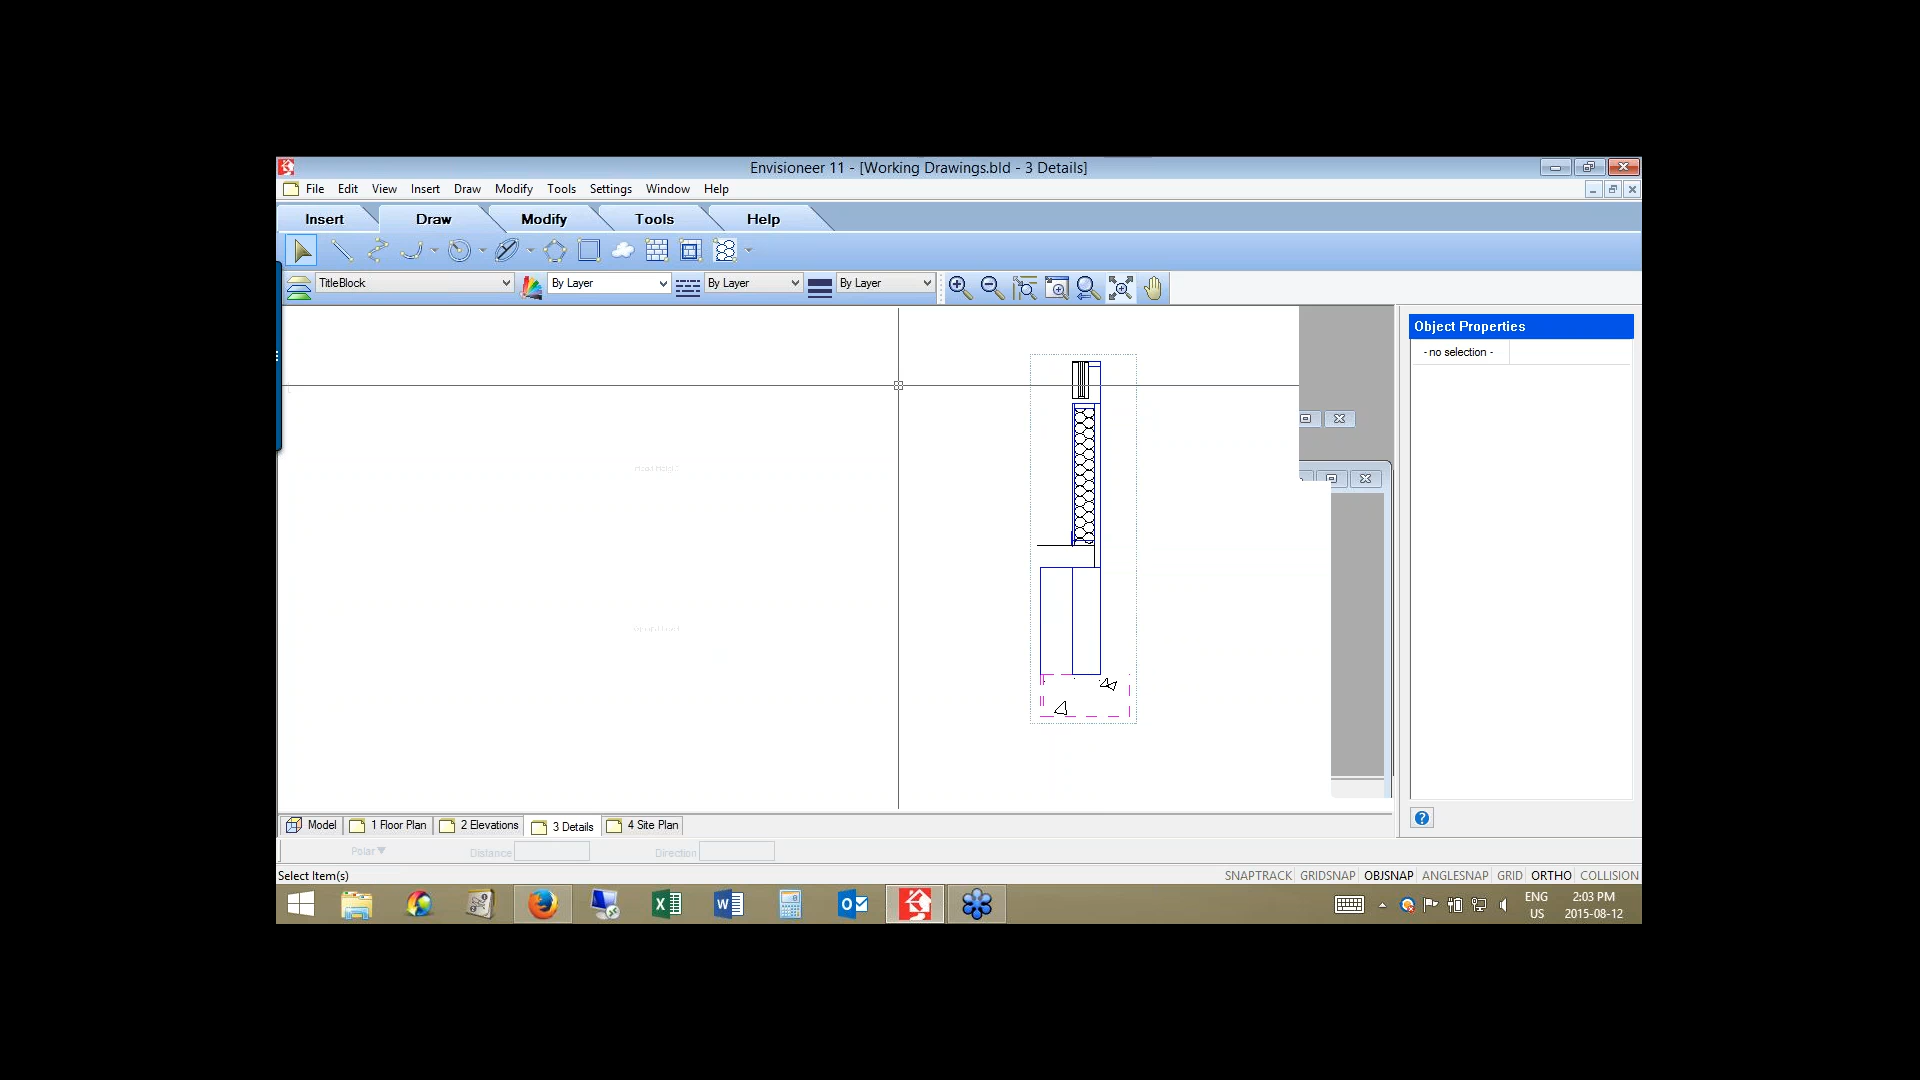 Envisioneer 11 - [Working Drawings.bld - 3 Details]
File Edit View Insert Draw Modify Tools Settings Window Help
Insert Draw Modify Tools Help
TitleBlock By Layer By Layer By Layer
Object Properties
- no selection -
Model 1 Floor Plan 2 Elevations 3 Details 4 Site Plan
Polar Distance Direction
Select Item(s) SNAPTRACK GRIDSNAP OBJSNAP ANGLESNAP GRID ORTHO COLLISION
ENG 2:03 PM
US 2015-08-12